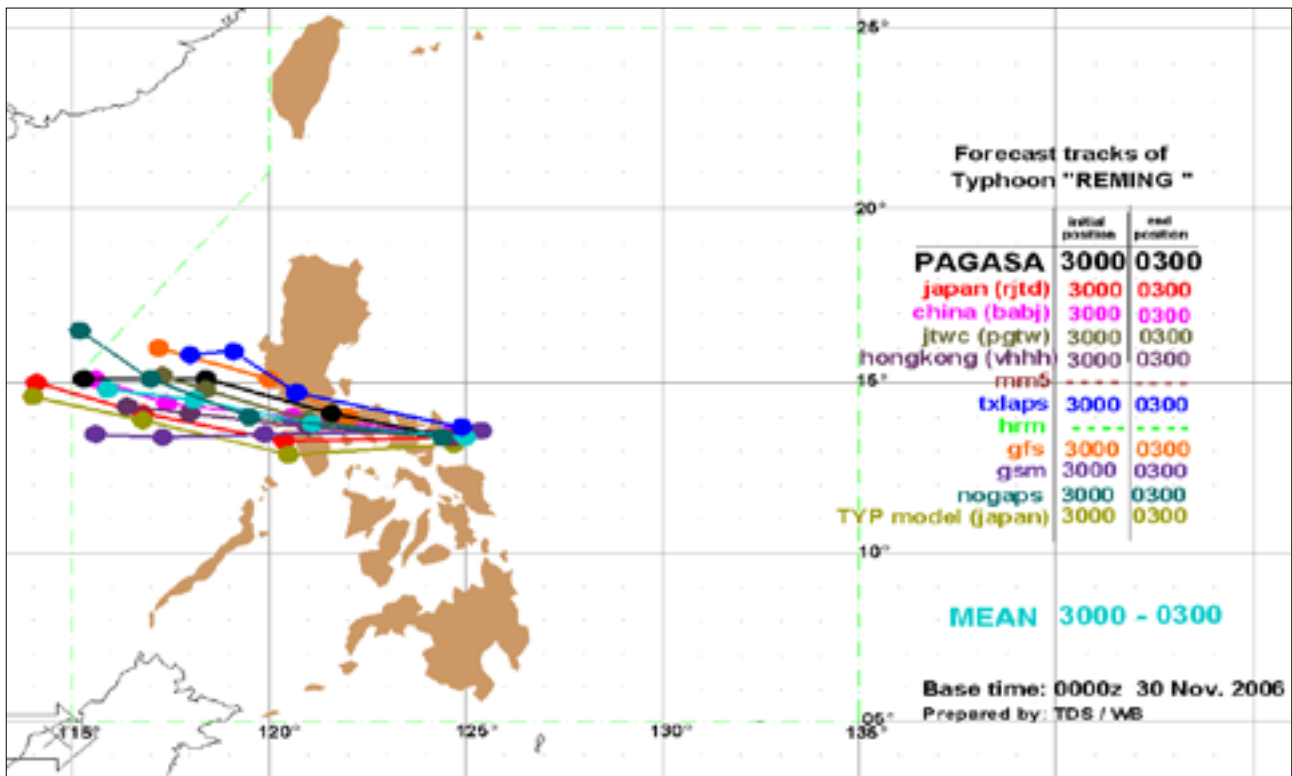 25°
Forecast tracks of
Typhoon "REMING "
20°
initial position end position
PAGASA 3000 0300
japan (rjtd) 3000 0300
china (babj) 3000 0300
jtwc (pgtw) 3000 0300
hongkong (vhhh) 3000 0300
15°
mm5 - - - - - - - -
txlaps 3000 0300
hrm - - - - - - - -
gfs 3000 0300
gsm 3000 0300
nogaps 3000 0300
TYP model (japan) 3000 0300
10°
MEAN 3000 - 0300
Base time: 0000z 30 Nov. 2006
Prepared by: TDS / WB
05°
115° 120° 125° 130° 135°